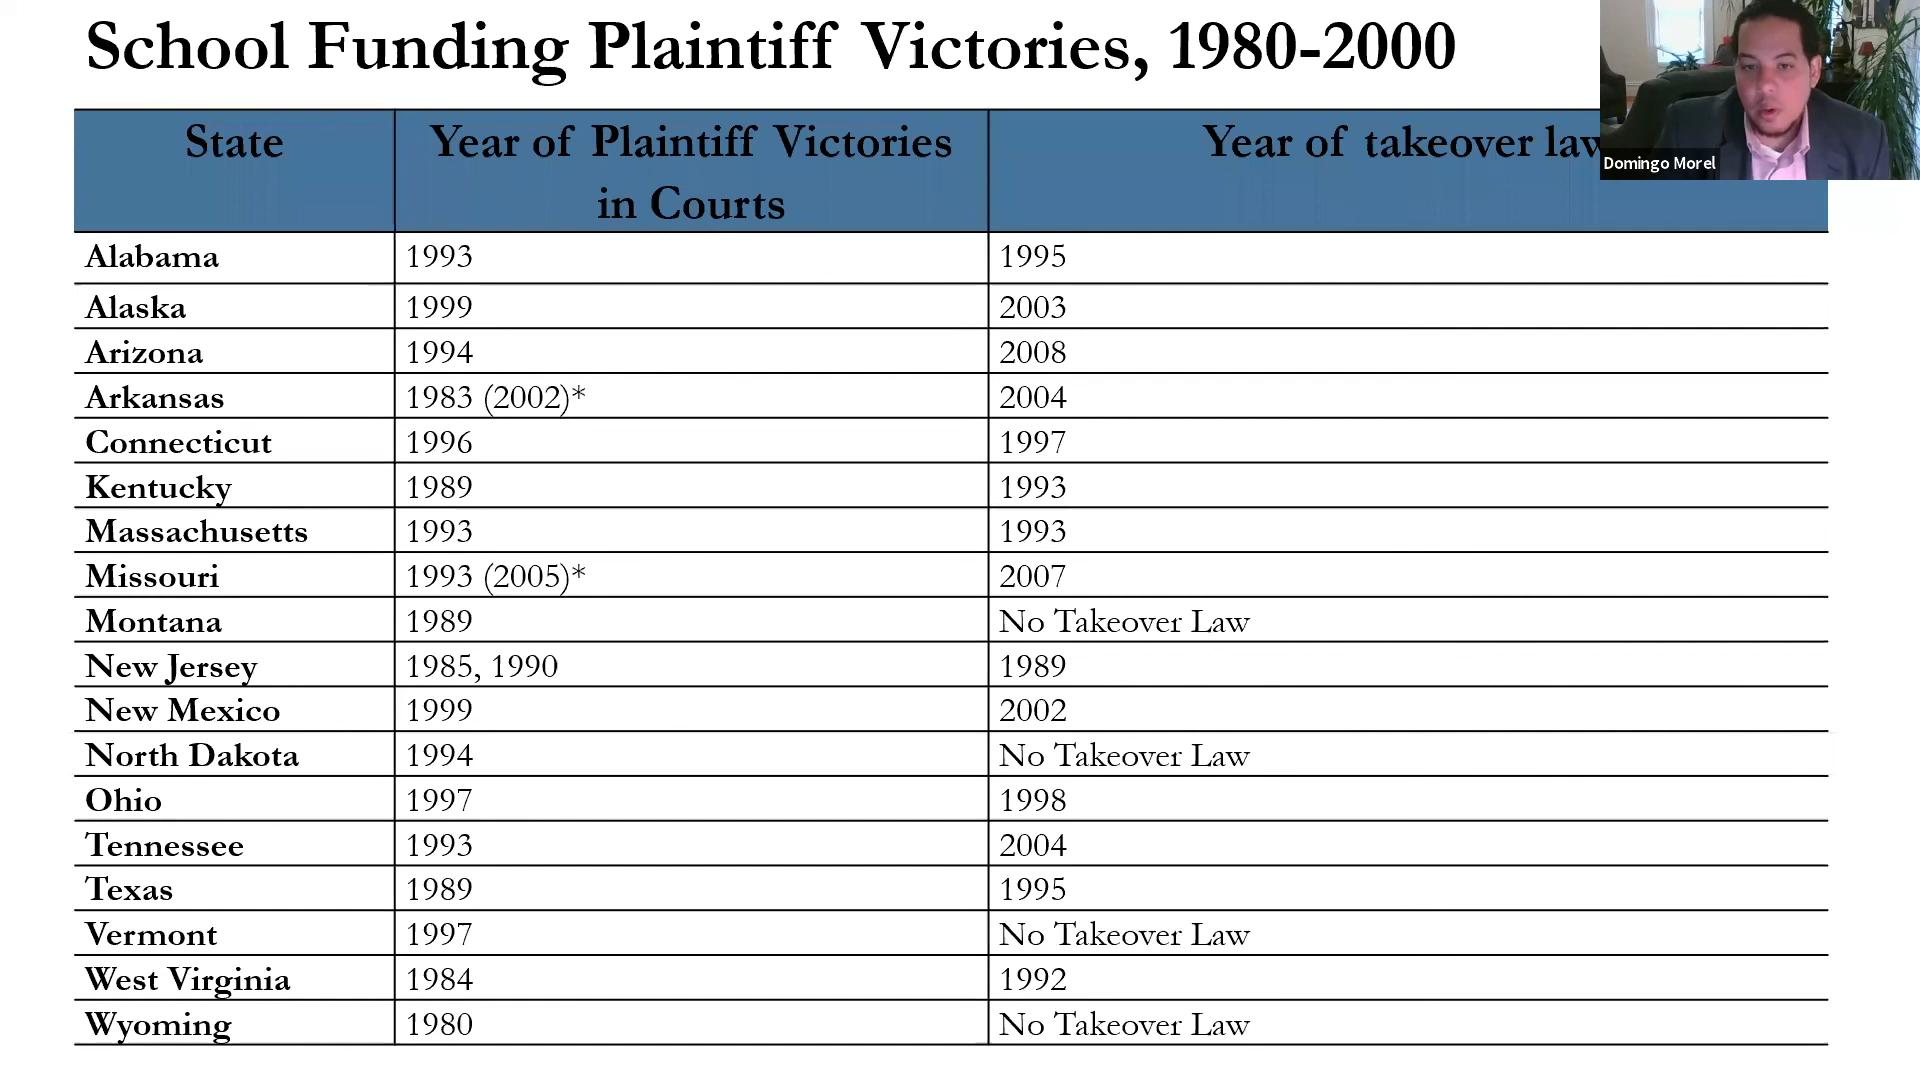 School Funding Plaintiff Victories, 1980-2000
State Year of Plaintiff Victories Year of takeover law
in Courts
Domingo Morel
Alabama 1993 1995
Alaska 1999 2003
Arizona 1994 2008
Arkansas 1983 (2002)* 2004
Connecticut 1996 1997
Kentucky 1989 1993
Massachusetts 1993 1993
Missouri 1993 (2005)* 2007
Montana 1989 No Takeover Law
New Jersey 1985, 1990 1989
New Mexico 1999 2002
North Dakota 1994 No Takeover Law
Ohio 1997 1998
Tennessee 1993 2004
Texas 1989 1995
Vermont 1997 No Takeover Law
West Virginia 1984 1992
Wyoming 1980 No Takeover Law